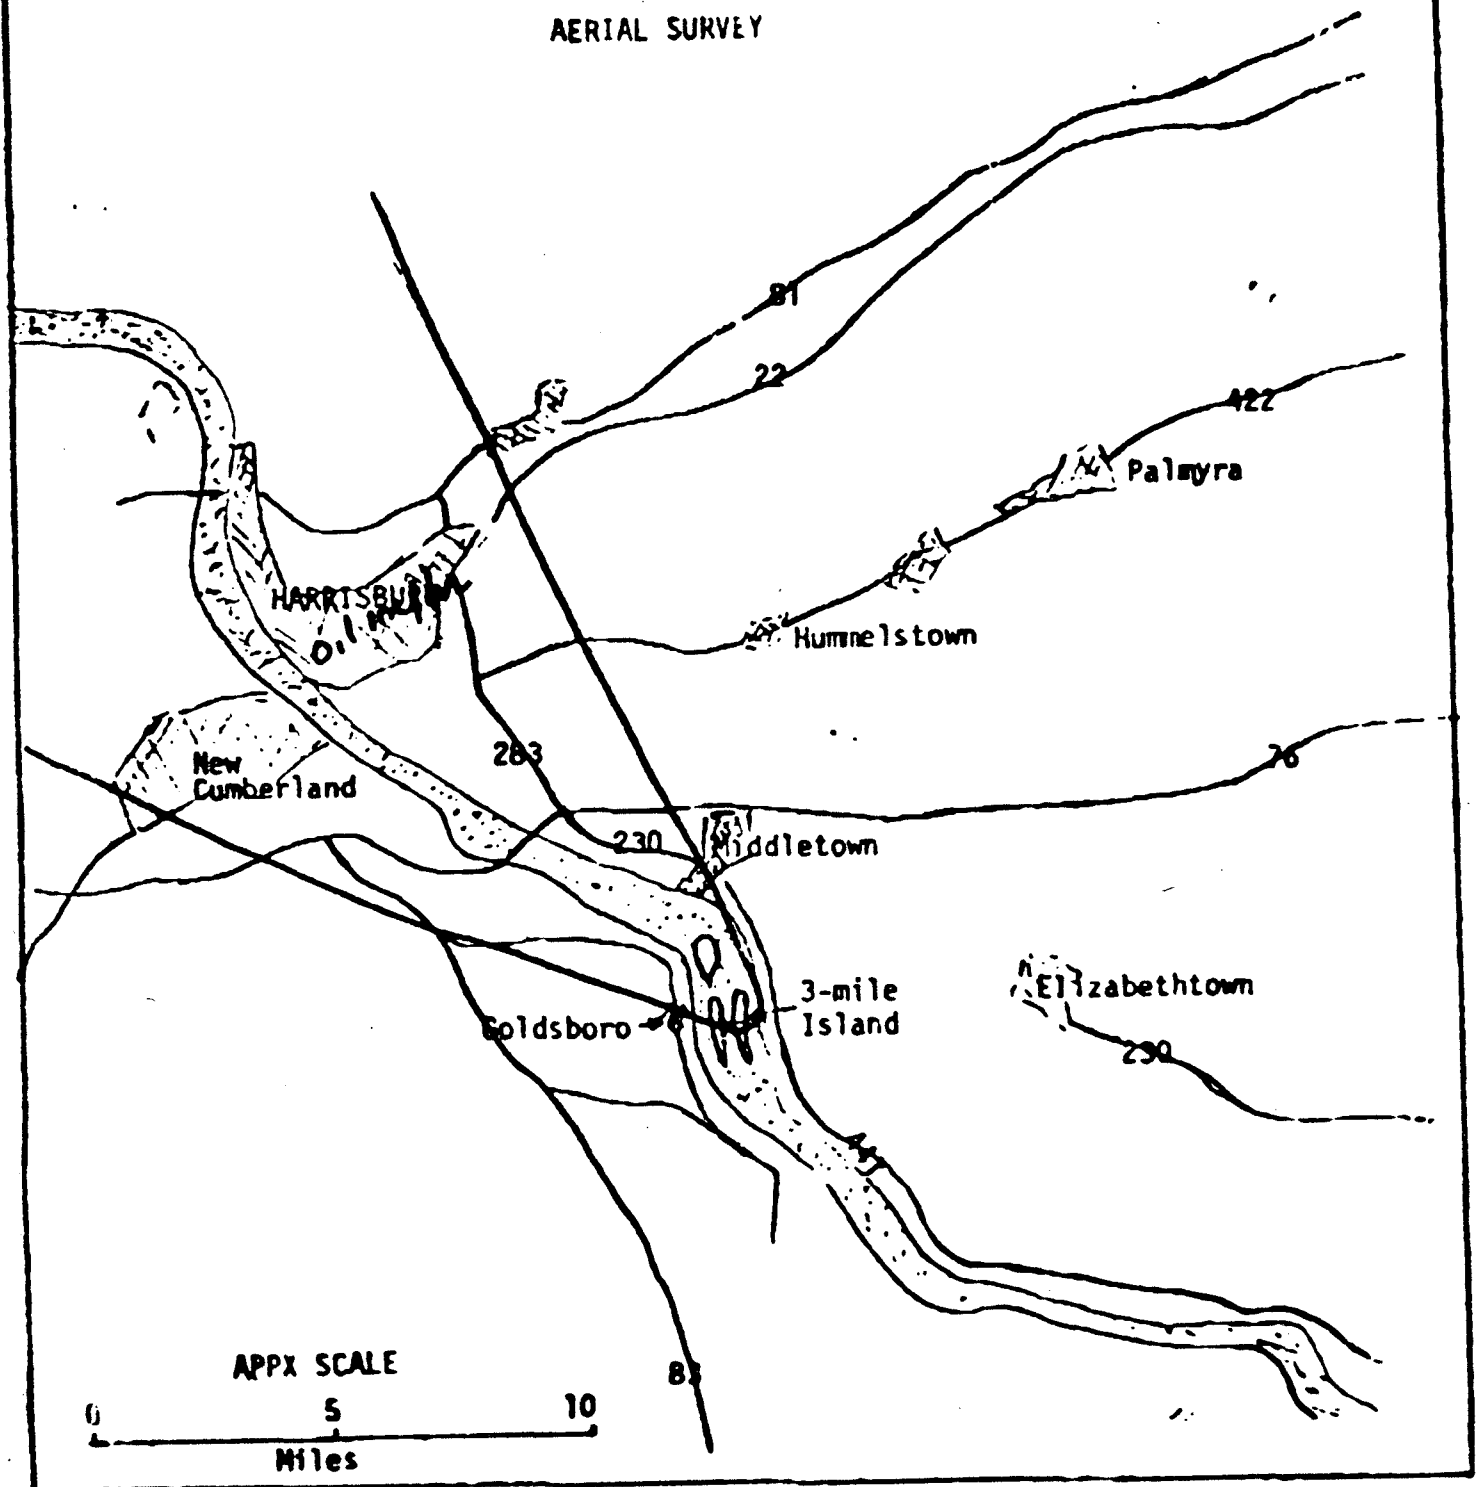 AERIAL SURVEY
81
22
422
Palmyra
HARRISBURG
Hummelstown
283
76
New
Cumberland
230
Middletown
3-mile
Island
Goldsboro
Elizabethtown
230
83
APPX SCALE
0 5 10
Miles